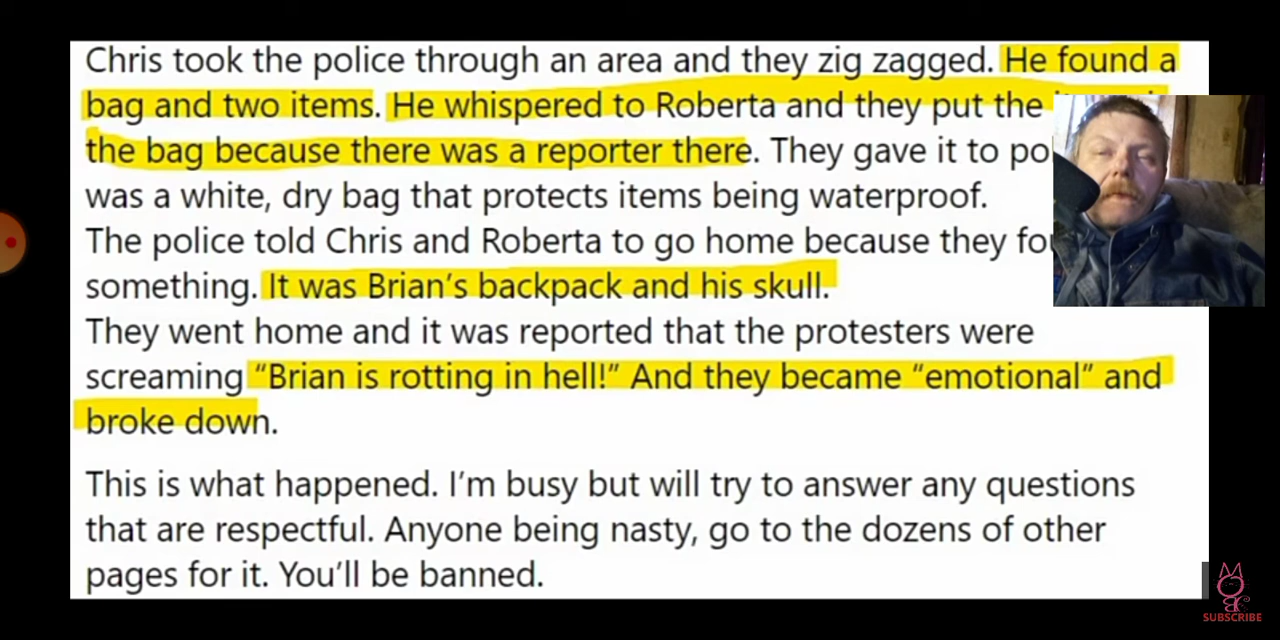 Chris took the police through an area and they zig zagged. He found a
bag and two items. He whispered to Roberta and they put the
the bag because there was a reporter there. They gave it to
was a white, dry bag that protects items being waterproof.
The police told Chris and Roberta to go home because they
something. It was Brian’s backpack and his skull.
They went home and it was reported that the protesters were
screaming “Brian is rotting in hell!” And they became “emotional” and
broke down.
This is what happened. I’m busy but will try to answer any questions
that are respectful. Anyone being nasty, go to the dozens of other
pages for it. You’ll be banned.
SUBSCRIBE